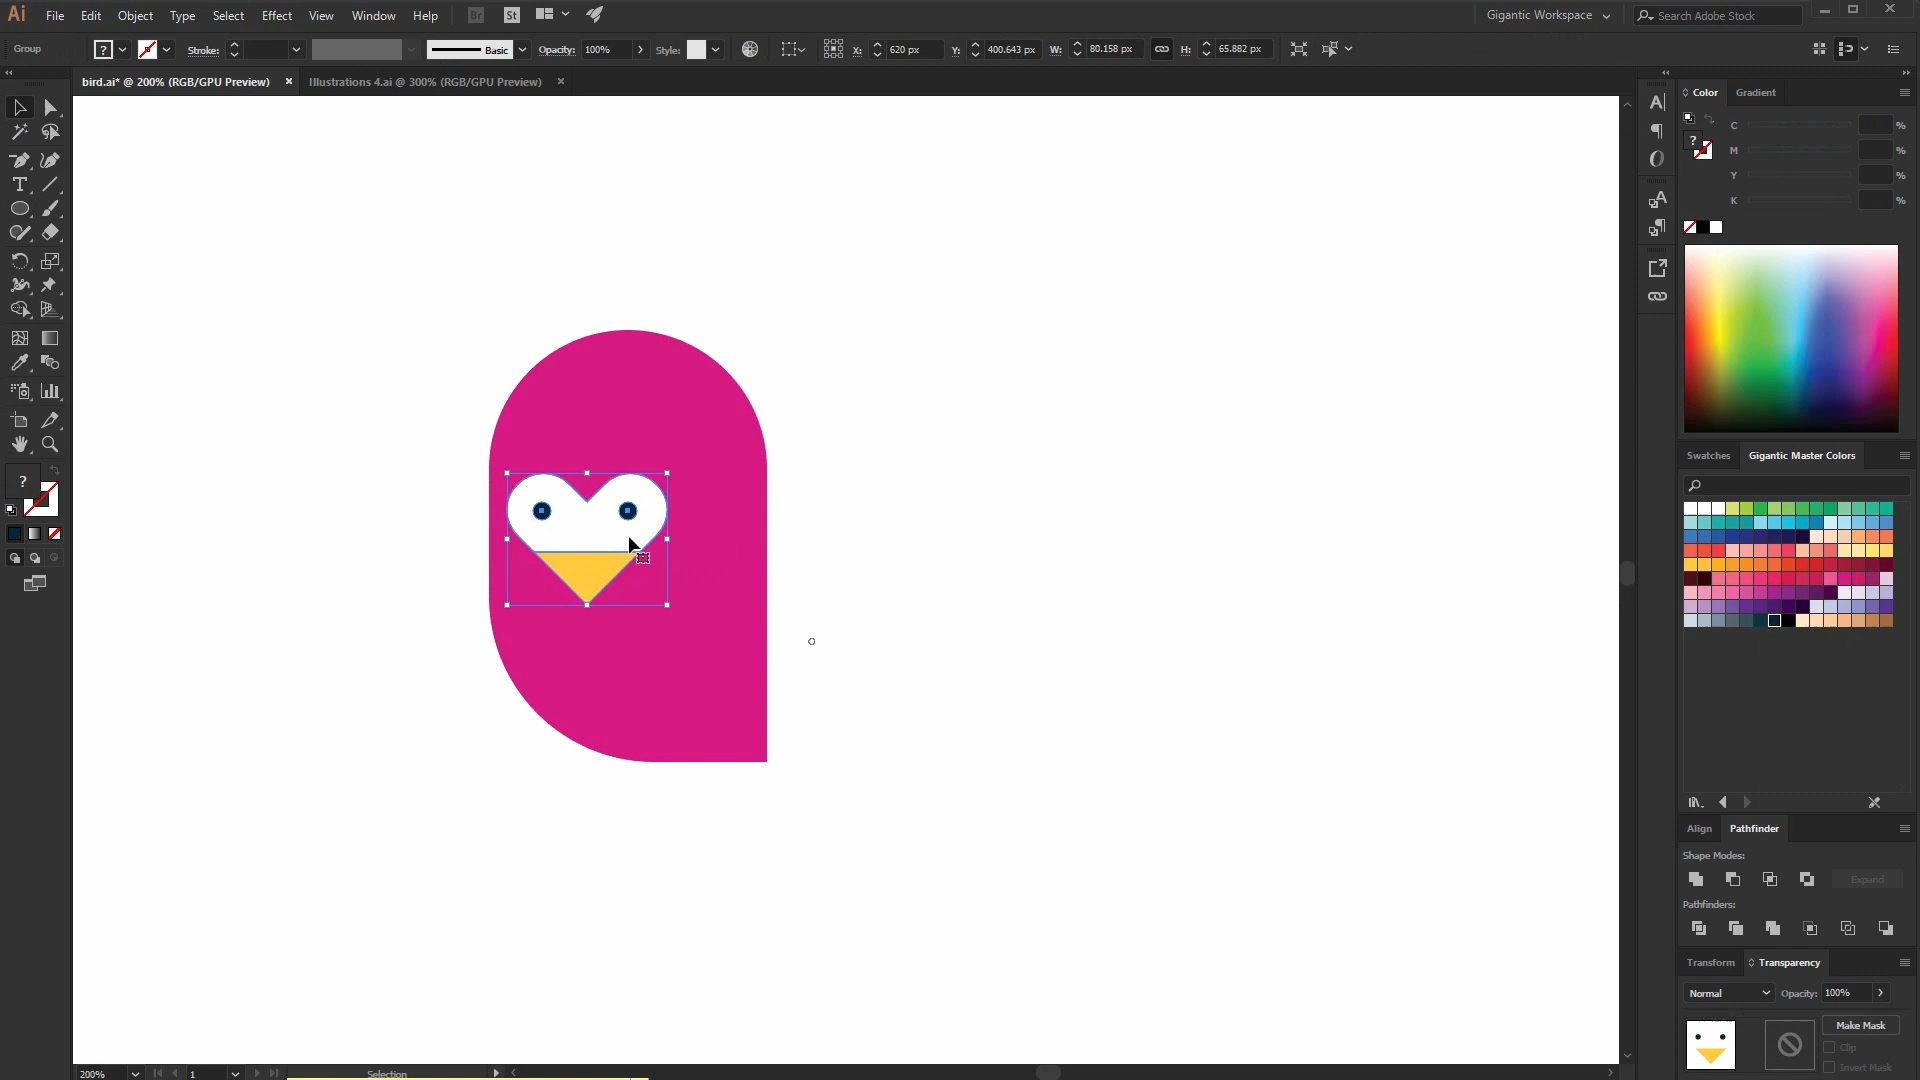 Ai File Edit Object Type Select Effect View Window Help Br St Gigantic Workspace Search Adobe Stock
Group ? Stroke: Basic Opacity: 100% Style: X: 620 px Y: 400.643 px W: 80.158 px H: 65.882 px
bird.ai* @ 200% (RGB/GPU Preview) Illustrations 4.ai @ 300% (RGB/GPU Preview)
Color Gradient
C %
M %
Y %
K %
Swatches Gigantic Master Colors
Align Pathfinder
Shape Modes:
Expand
Pathfinders:
Transform Transparency
Normal Opacity: 100%
Make Mask
Clip
Invert Mask
200% 1 Selection